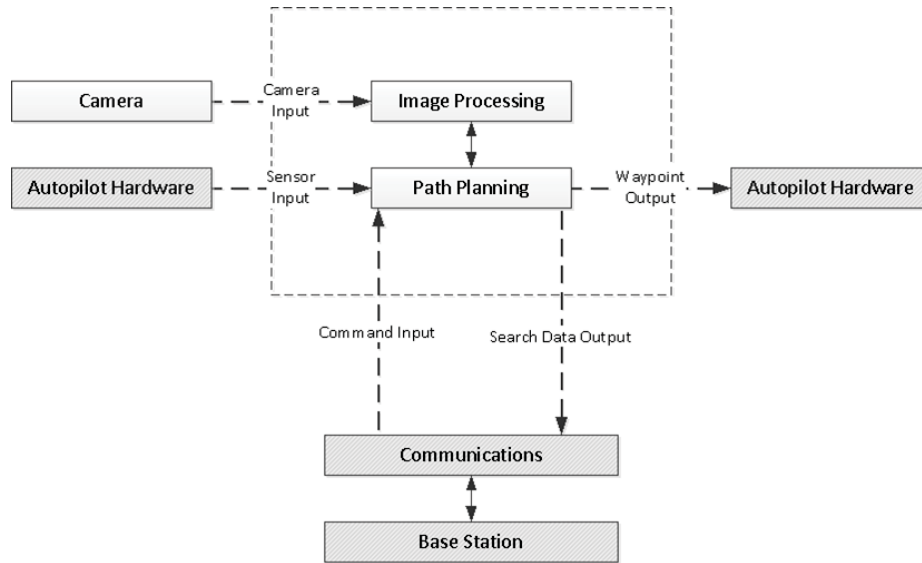 Camera
Camera
Input
Image Processing
Autopilot Hardware
Sensor
Input
Path Planning
Waypoint
Output
Autopilot Hardware
Command Input
Search Data Output
Communications
Base Station